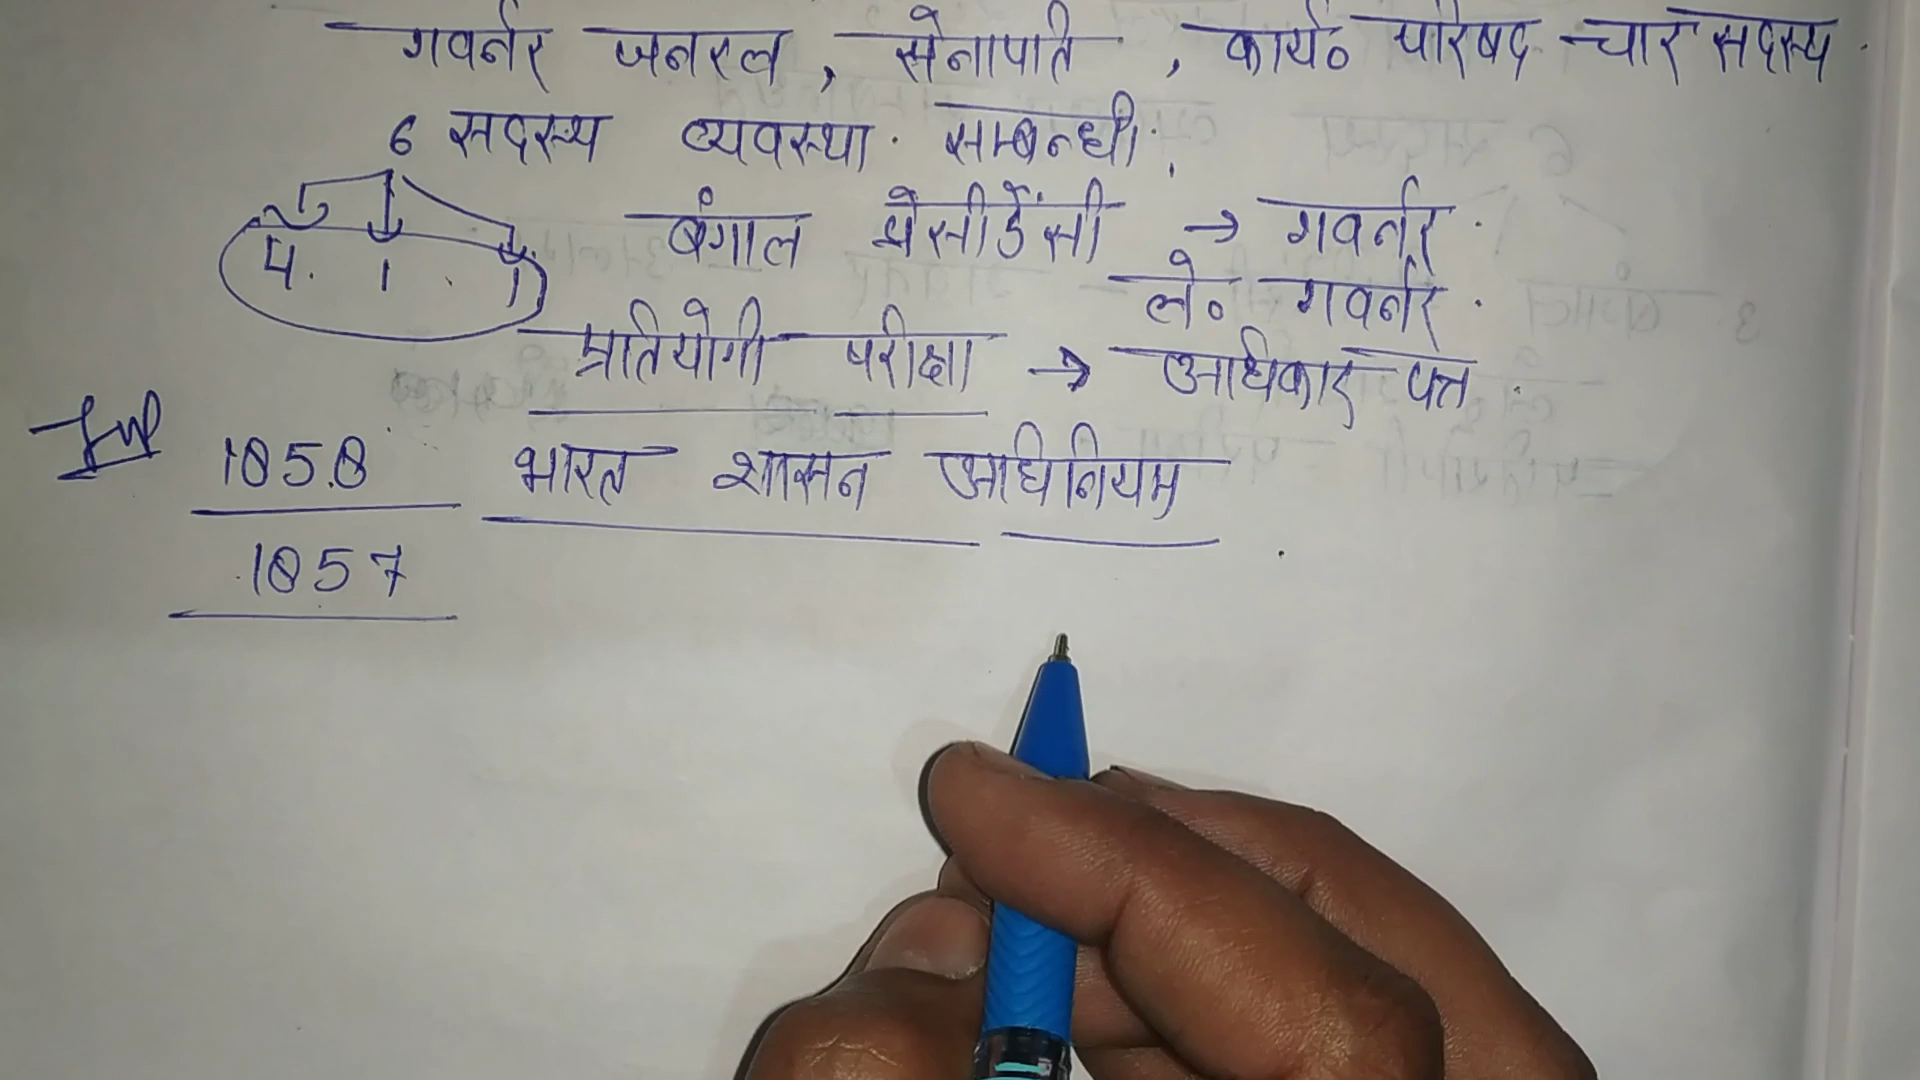 गवर्नर जनरल, सेनापति, कार्य० परिषद चार सदस्य.
6 सदस्य व्यवस्था. सम्बन्धी.
बंगाल प्रेसीडेंसी → गवर्नर.
4. 1. 1
ले० गवर्नर.
प्रतियोगी परीक्षा → अधिकार पत्र.
Imp 1858 भारत शासन अधिनियम
1857